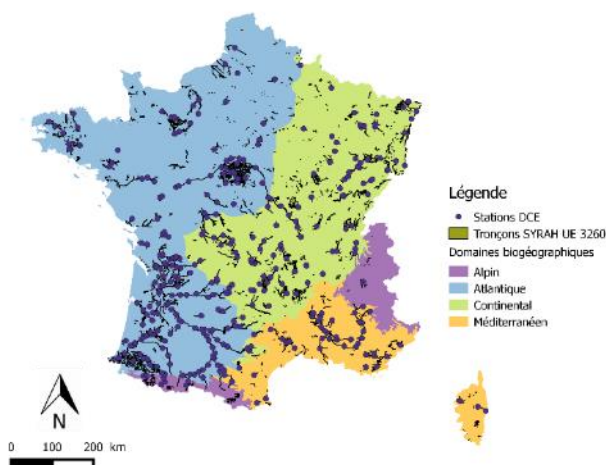 Légende
Stations DCE
Tronçons SYRAH UE 3260
Domaines biogéographiques
Alpin
Atlantique
Continental
Méditerranéen
N
0 100 200 km